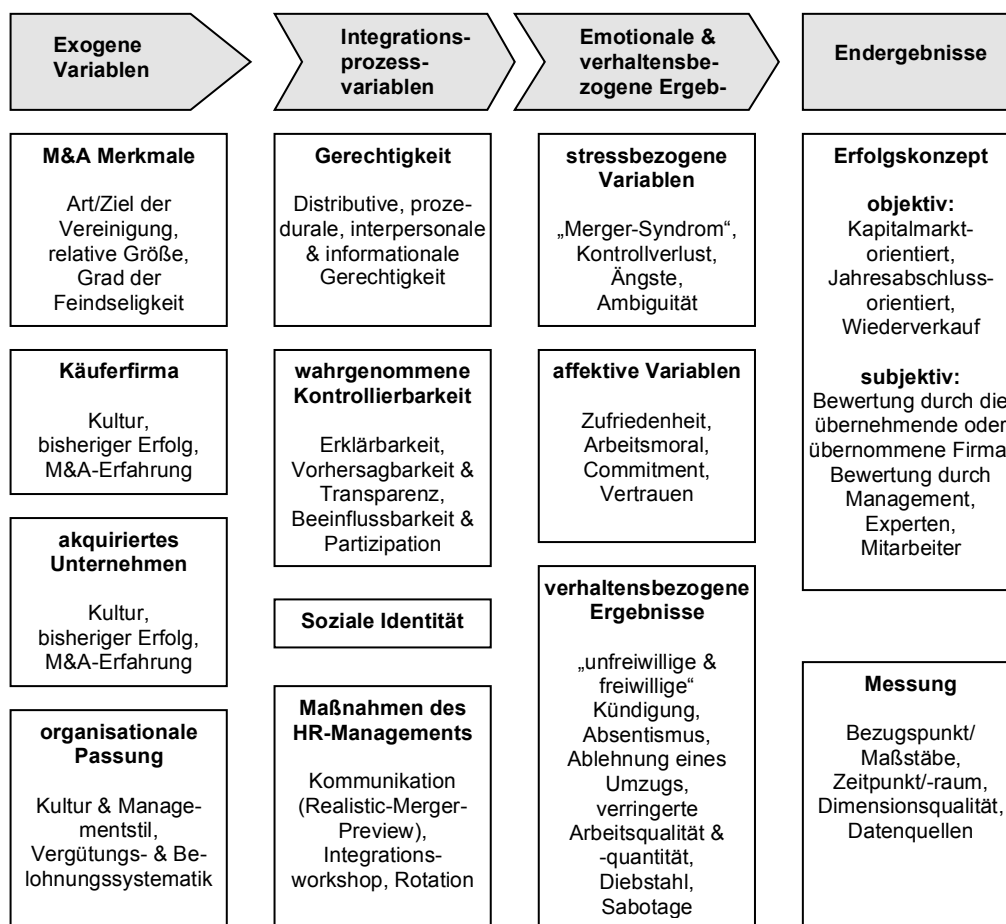 Exogene
Variablen
Integrations-
prozess-
variablen
Emotionale &
verhaltensbe-
zogene Ergeb-
Endergebnisse
M&A Merkmale
Art/Ziel der
Vereinigung,
relative Größe,
Grad der
Feindseligkeit
Käuferfirma
Kultur,
bisheriger Erfolg,
M&A-Erfahrung
akquiriertes
Unternehmen
Kultur,
bisheriger Erfolg,
M&A-Erfahrung
organisationale
Passung
Kultur & Manage-
mentstil,
Vergütungs- & Be-
lohnungssystematik
Gerechtigkeit
Distributive, proze-
durale, interpersonale
& informationale
Gerechtigkeit
wahrgenommene
Kontrollierbarkeit
Erklärbarkeit,
Vorhersagbarkeit &
Transparenz,
Beeinflussbarkeit &
Partizipation
Soziale Identität
Maßnahmen des
HR-Managements
Kommunikation
(Realistic-Merger-
Preview),
Integrations-
workshop, Rotation
stressbezogene
Variablen
„Merger-Syndrom“,
Kontrollverlust,
Ängste,
Ambiguität
affektive Variablen
Zufriedenheit,
Arbeitsmoral,
Commitment,
Vertrauen
verhaltensbezogene
Ergebnisse
„unfreiwillige &
freiwillige“
Kündigung,
Absentismus,
Ablehnung eines
Umzugs,
verringerte
Arbeitsqualität &
-quantität,
Diebstahl,
Sabotage
Erfolgskonzept
objektiv:
Kapitalmarkt-
orientiert,
Jahresabschluss-
orientiert,
Wiederverkauf
subjektiv:
Bewertung durch die
übernehmende oder
übernommene Firma
Bewertung durch
Management,
Experten,
Mitarbeiter
Messung
Bezugspunkt/
Maßstäbe,
Zeitpunkt/-raum,
Dimensionsqualität,
Datenquellen